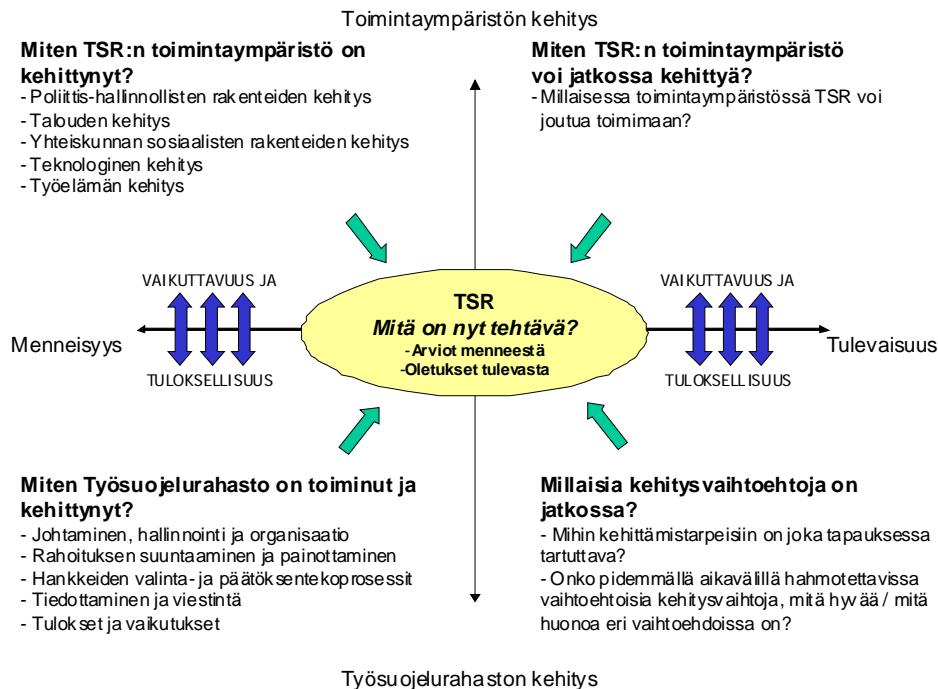 Toimintaympäristön kehitys
Miten TSR:n toimintaympäristö on
kehittynyt?
- Poliittis-hallinnollisten rakenteiden kehitys
- Talouden kehitys
- Yhteiskunnan sosiaalisten rakenteiden kehitys
- Teknologinen kehitys
- Työelämän kehitys
Miten TSR:n toimintaympäristö
voi jatkossa kehittyä?
- Millaisessa toimintaympäristössä TSR voi
joutua toimimaan?
VAIKUTTAVUUS JA
TULOKSELLISUUS
Menneisyys
TSR
Mitä on nyt tehtävä?
-Arviot menneestä
-Oletukset tulevasta
VAIKUTTAVUUS JA
TULOKSELLISUUS
Tulevaisuus
Miten Työsuojelurahasto on toiminut ja
kehittynyt?
- Johtaminen, hallinnointi ja organisaatio
- Rahoituksen suuntaaminen ja painottaminen
- Hankkeiden valinta- ja päätöksentekoprosessit
- Tiedottaminen ja viestintä
- Tulokset ja vaikutukset
Millaisia kehitysvaihtoehtoja on
jatkossa?
- Mihin kehittämistarpeisiin on joka tapauksessa
tartuttava?
- Onko pidemmällä aikavälillä hahmotettavissa
vaihtoehtoisia kehitysvaihtoja, mitä hyvää / mitä
huonoa eri vaihtoehdoissa on?
Työsuojelurahaston kehitys